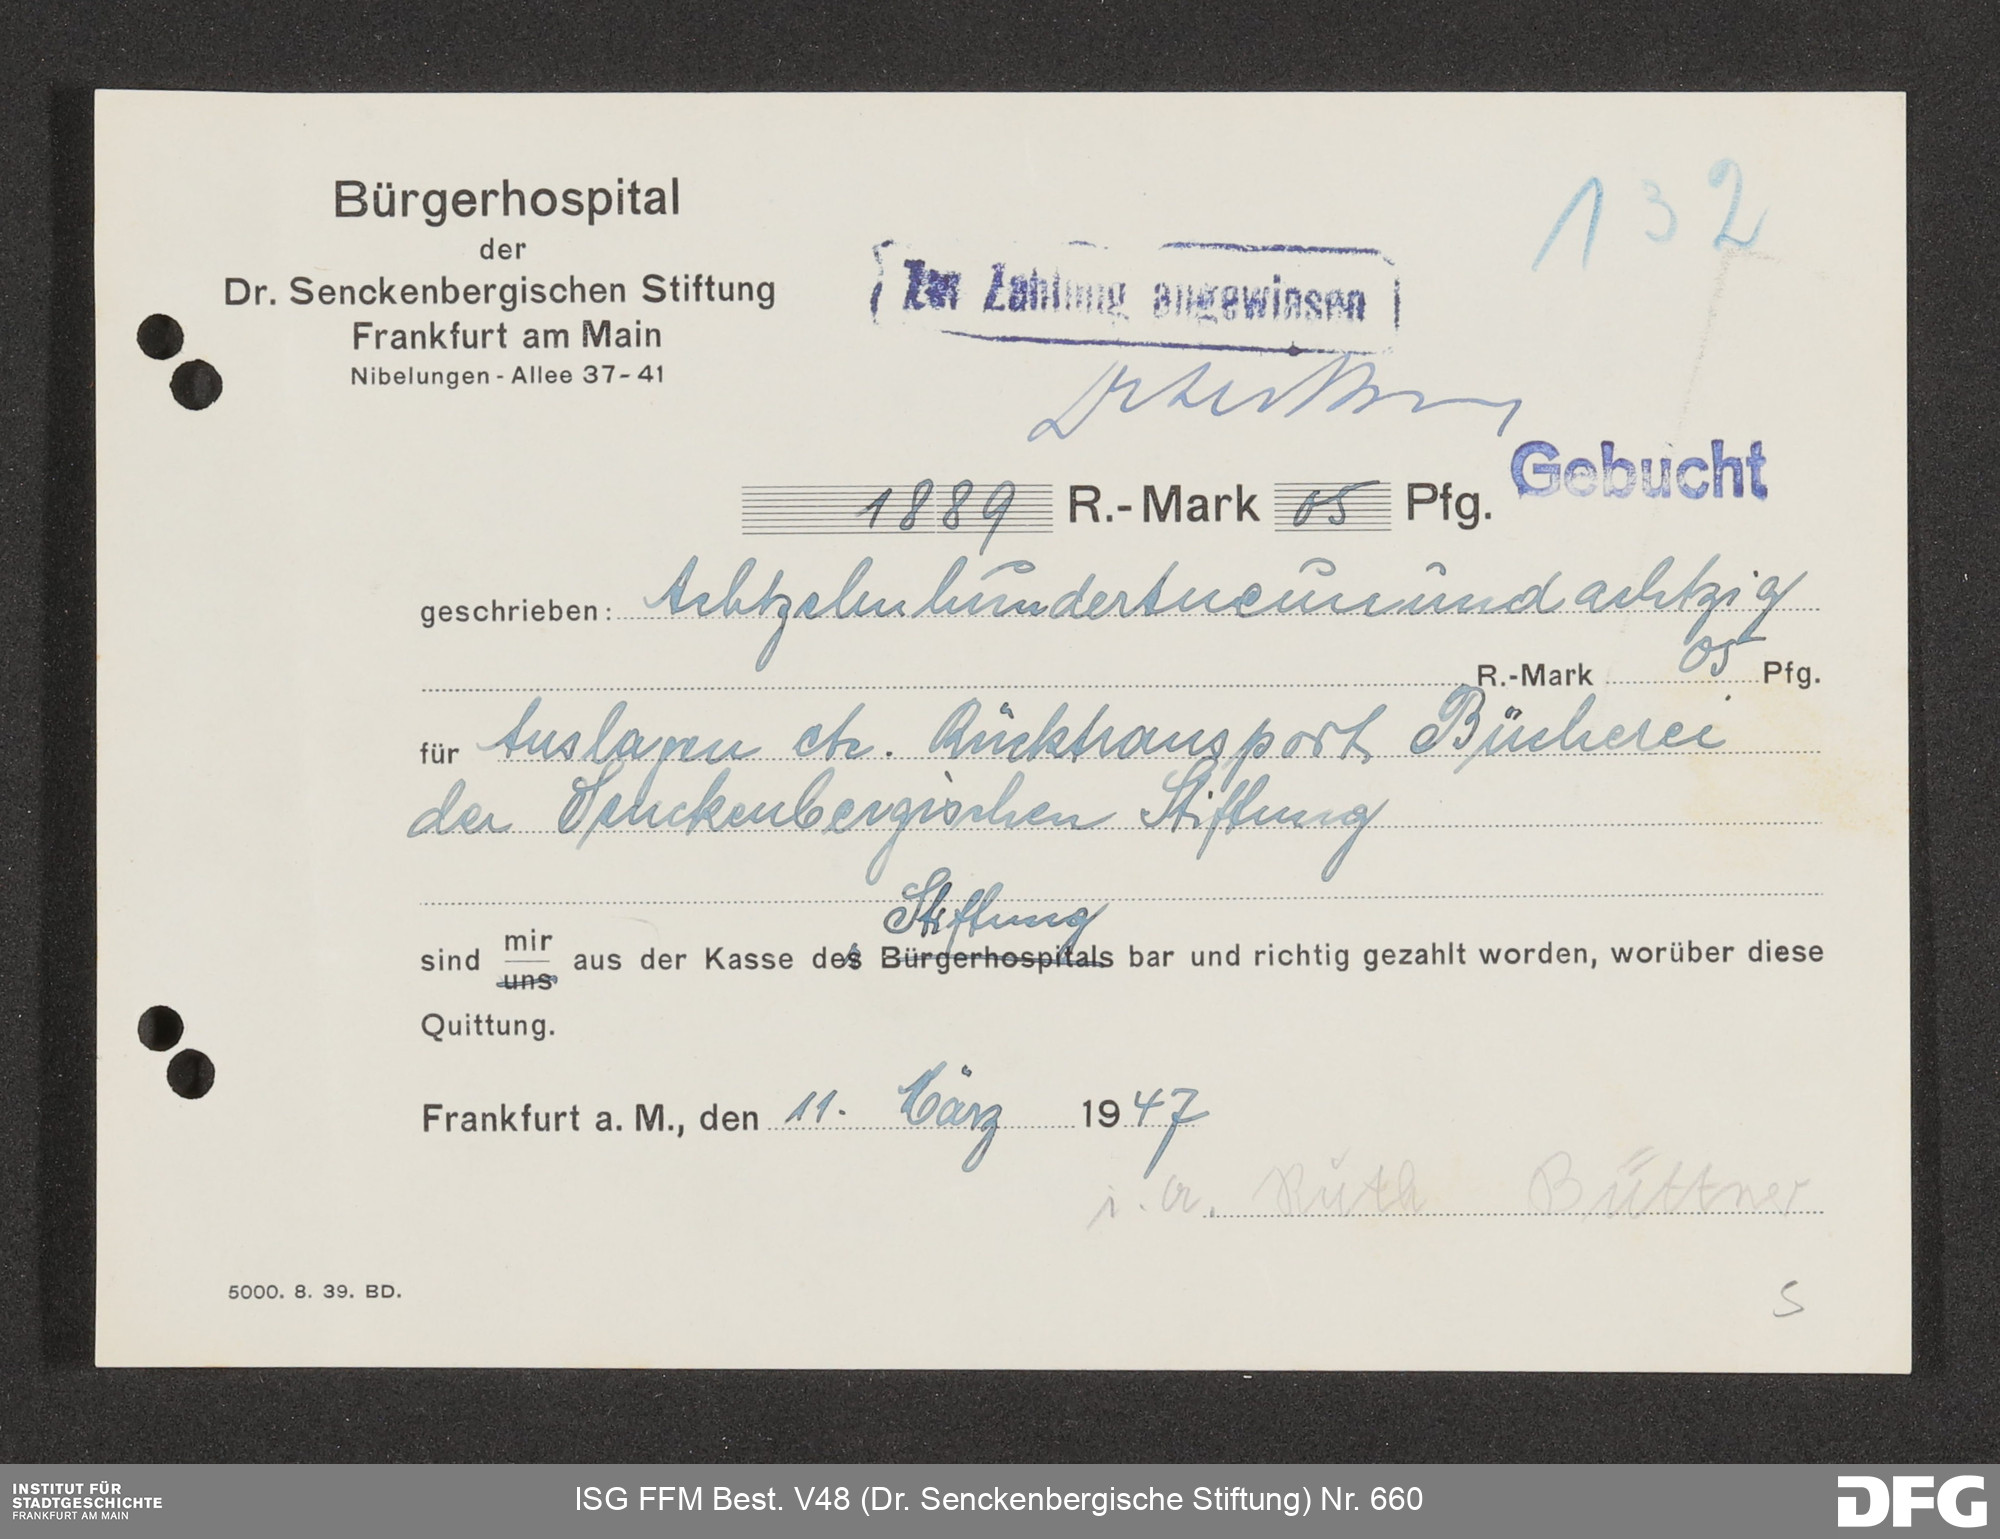 Bürgerhospital
der
Dr. Senckenbergischen Stiftung
Frankfurt am Main
Nibelungen - Allee 37-41
132
Zur Zahlung angewiesen
Gebucht
1889 R.-Mark 05 Pfg.
geschrieben: Achtzehnhundertneunundachtzig
R.-Mark 05 Pfg.
für Auslagen etc. Rücktransport Bücherei
der Senckenbergischen Stiftung
Stiftung
sind mir uns aus der Kasse des Bürgerhospitals bar und richtig gezahlt worden, worüber diese
Quittung.
Frankfurt a. M., den 11. März 1947
i. A. Ruth Büttner
5000. 8. 39. BD.
S
INSTITUT FÜR
STADTGESCHICHTE
FRANKFURT AM MAIN
ISG FFM Best. V48 (Dr. Senckenbergische Stiftung) Nr. 660
DFG